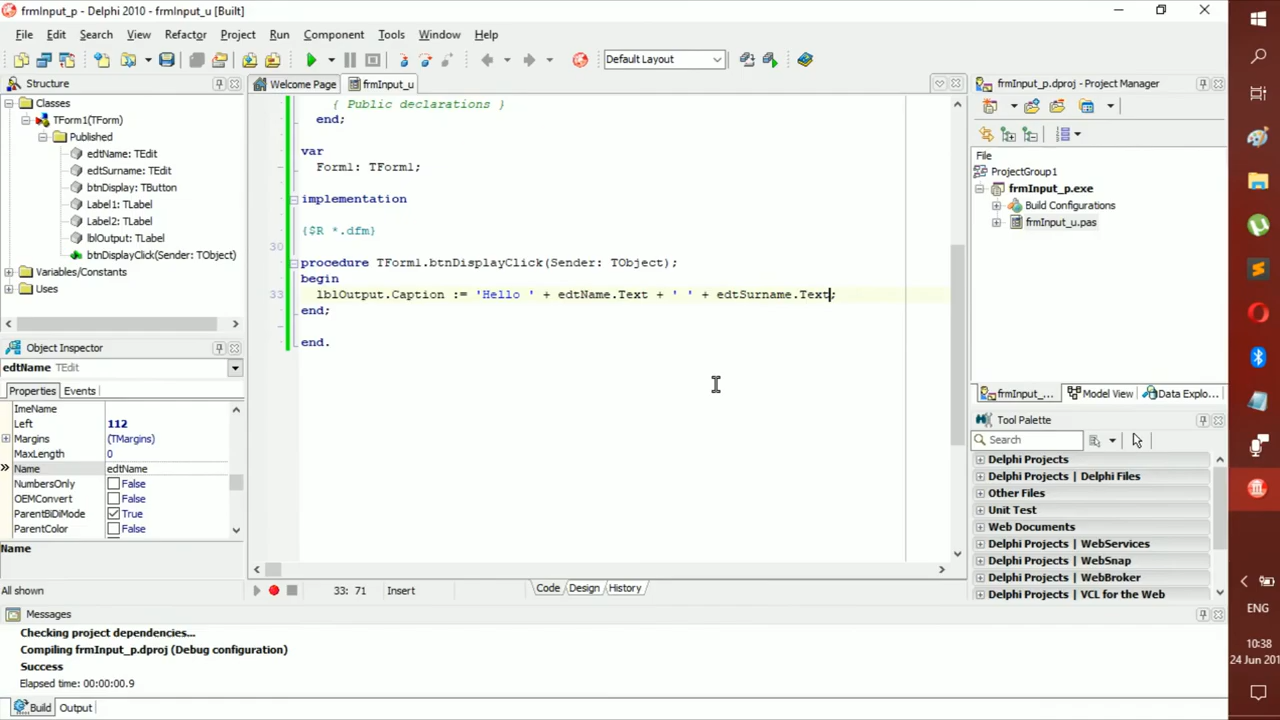 frmInput_p - Delphi 2010 - frmInput_u [Built]
File Edit Search View Refactor Project Run Component Tools Window Help
Default Layout
Structure
Classes
TForm1(TForm)
Published
edtName: TEdit
edtSurname: TEdit
btnDisplay: TButton
Label1: TLabel
Label2: TLabel
lblOutput: TLabel
btnDisplayClick(Sender: TObject)
Variables/Constants
Uses
Object Inspector
edtName TEdit
Properties Events
ImeName
Left 112
Margins (TMargins)
MaxLength 0
Name edtName
NumbersOnly False
OEMConvert False
ParentBiDiMode True
ParentColor False
Name
All shown
Welcome Page frmInput_u
{ Public declarations }
end;
var
Form1: TForm1;
implementation
{$R *.dfm}
30
procedure TForm1.btnDisplayClick(Sender: TObject);
begin
33 lblOutput.Caption := 'Hello ' + edtName.Text + ' ' + edtSurname.Text;
end;
end.
33: 71 Insert Code Design History
frmInput_p.dproj - Project Manager
File
ProjectGroup1
frmInput_p.exe
Build Configurations
frmInput_u.pas
frmInput_... Model View Data Explo...
Tool Palette
Search
Delphi Projects
Delphi Projects | Delphi Files
Other Files
Unit Test
Web Documents
Delphi Projects | WebServices
Delphi Projects | WebSnap
Delphi Projects | WebBroker
Delphi Projects | VCL for the Web
Messages
Checking project dependencies...
Compiling frmInput_p.dproj (Debug configuration)
Success
Elapsed time: 00:00:00.9
Build Output
ENG
10:38
24 Jun 201